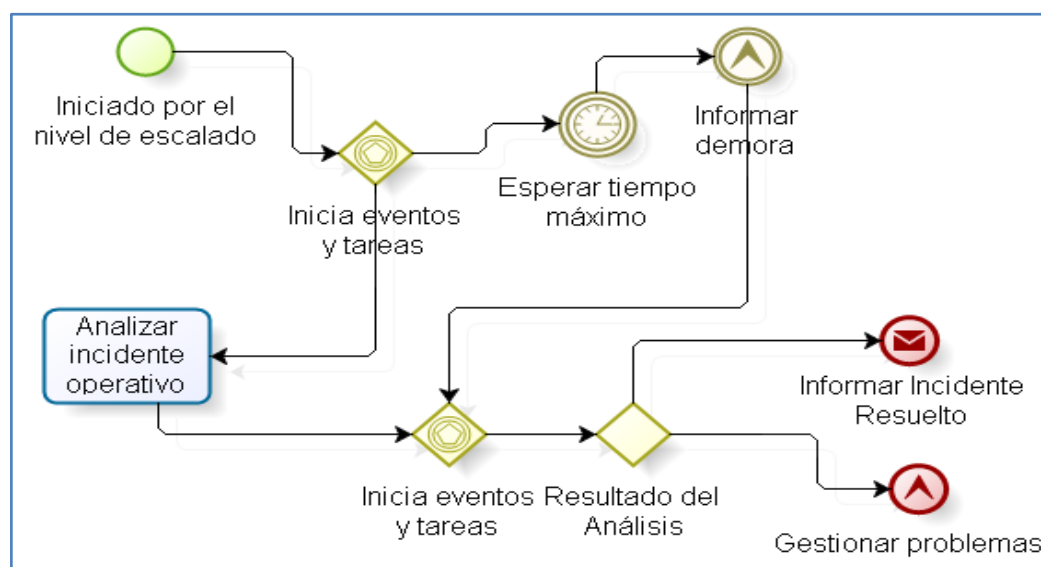 Iniciado por el
nivel de escalado
Inicia eventos
y tareas
Esperar tiempo
máximo
Informar
demora
Analizar
incidente
operativo
Inicia eventos
y tareas
Resultado del
Análisis
Informar Incidente
Resuelto
Gestionar problemas